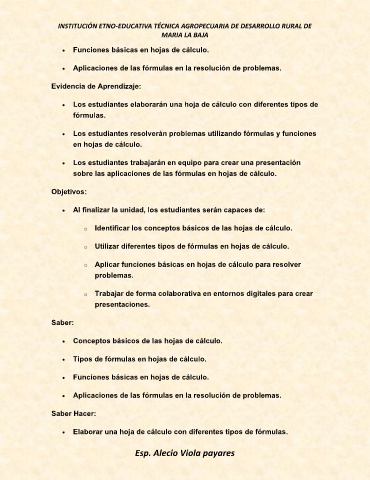 INSTITUCIÓN ETNO-EDUCATIVA TÉCNICA AGROPECUARIA DE DESARROLLO RURAL DE
MARIA LA BAJA
• Funciones básicas en hojas de cálculo.
• Aplicaciones de las fórmulas en la resolución de problemas.
Evidencia de Aprendizaje:
• Los estudiantes elaborarán una hoja de cálculo con diferentes tipos de
fórmulas.
• Los estudiantes resolverán problemas utilizando fórmulas y funciones
en hojas de cálculo.
• Los estudiantes trabajarán en equipo para crear una presentación
sobre las aplicaciones de las fórmulas en hojas de cálculo.
Objetivos:
• Al finalizar la unidad, los estudiantes serán capaces de:
o Identificar los conceptos básicos de las hojas de cálculo.
o Utilizar diferentes tipos de fórmulas en hojas de cálculo.
o Aplicar funciones básicas en hojas de cálculo para resolver
problemas.
o Trabajar de forma colaborativa en entornos digitales para crear
presentaciones.
Saber:
• Conceptos básicos de las hojas de cálculo.
• Tipos de fórmulas en hojas de cálculo.
• Funciones básicas en hojas de cálculo.
• Aplicaciones de las fórmulas en la resolución de problemas.
Saber Hacer:
• Elaborar una hoja de cálculo con diferentes tipos de fórmulas.
Esp. Alecio Viola payares